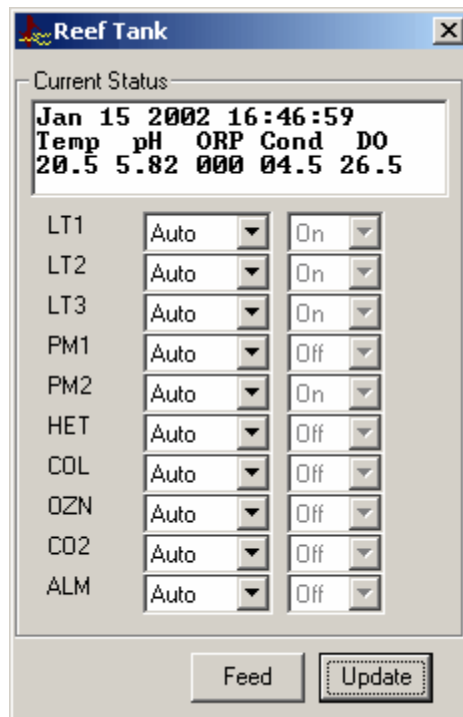 Reef Tank
Current Status
Jan 15 2002 16:46:59
Temp pH ORP Cond DO
20.5 5.82 000 04.5 26.5
LT1 Auto On
LT2 Auto On
LT3 Auto On
PM1 Auto Off
PM2 Auto On
HET Auto Off
COL Auto Off
OZN Auto Off
CO2 Auto Off
ALM Auto Off
Feed Update